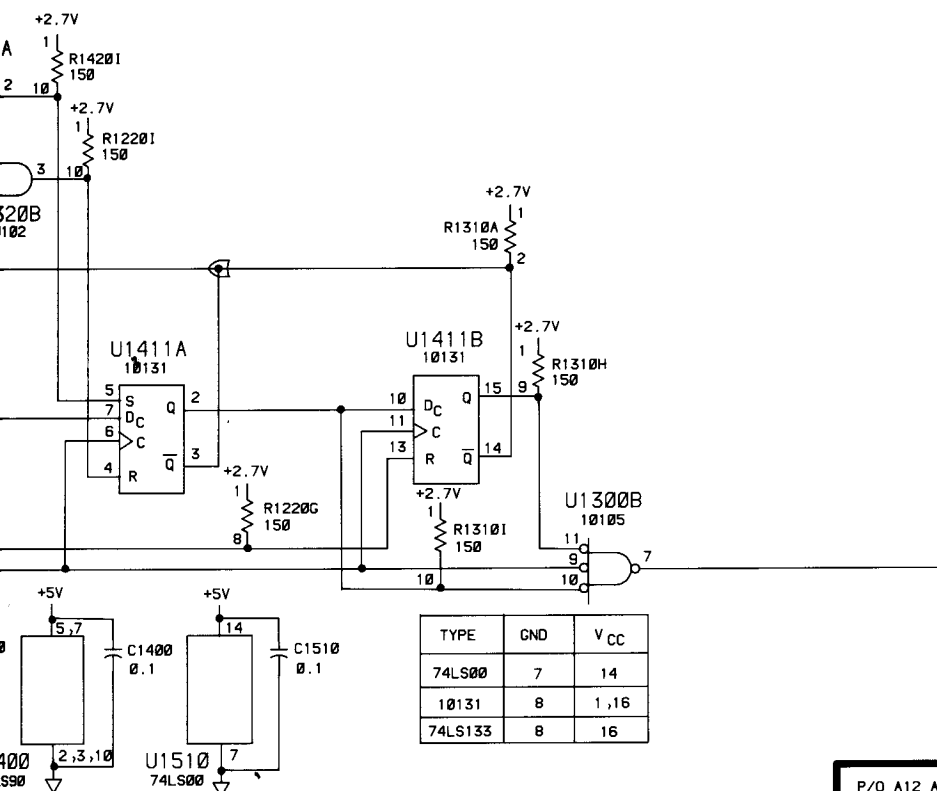 +2.7V
1
A
R1420I
150
2
10
+2.7V
1
R1220I
150
3
10
320B
102
+2.7V
1
R1310A
150
2
U1411A
10131
5
S
Q
2
7
DC
6
C
Q
3
4
R
+2.7V
1
R1220G
150
8
U1411B
10131
10
DC
Q
15
11
C
13
R
Q
14
+2.7V
1
R1310H
150
9
+2.7V
1
R1310I
150
10
U1300B
10105
11
9
10
7
+5V
5,7
C1400
0.1
2,3,10
400
S90
+5V
14
C1510
0.1
7
U1510
74LS00
TYPE GND VCC
74LS00 7 14
10131 8 1,16
74LS133 8 16
P/O A12 A